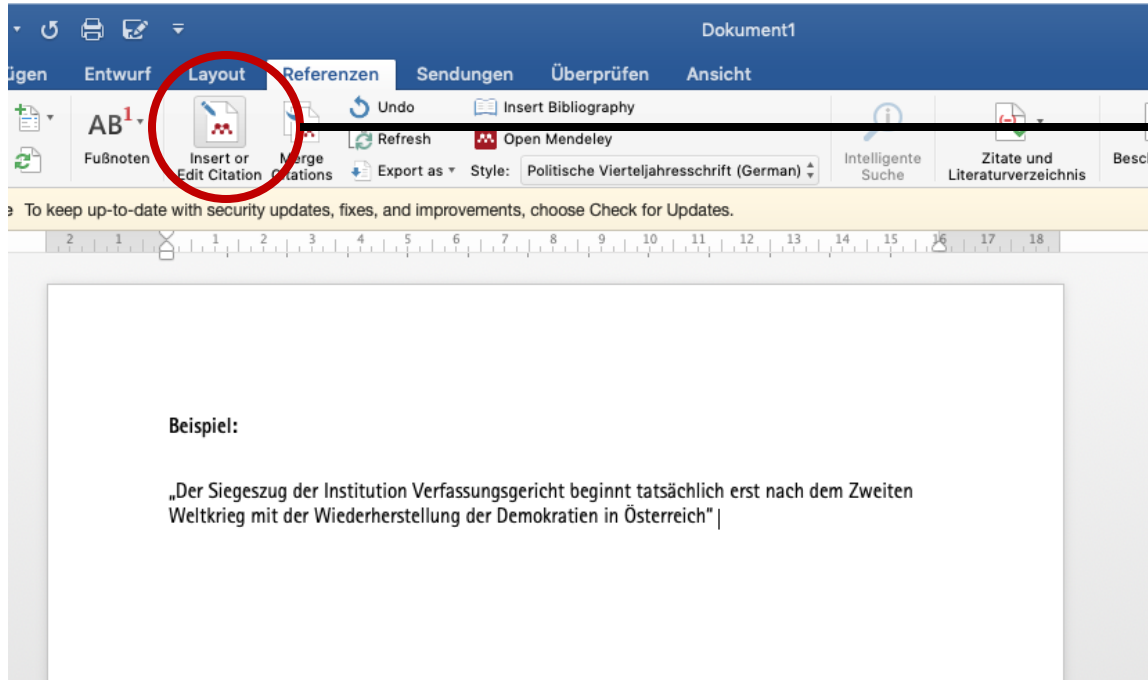 Dokument1
ügen Entwurf Layout Referenzen Sendungen Überprüfen Ansicht
AB1 Fußnoten
Insert or Edit Citation
Merge Citations
Undo
Refresh
Export as
Insert Bibliography
Open Mendeley
Style: Politische Vierteljahresschrift (German)
Intelligente Suche
Zitate und Literaturverzeichnis
Besc
e To keep up-to-date with security updates, fixes, and improvements, choose Check for Updates.
2 1 1 2 3 4 5 6 7 8 9 10 11 12 13 14 15 16 17 18
Beispiel:
„Der Siegeszug der Institution Verfassungsgericht beginnt tatsächlich erst nach dem Zweiten
Weltkrieg mit der Wiederherstellung der Demokratien in Österreich“